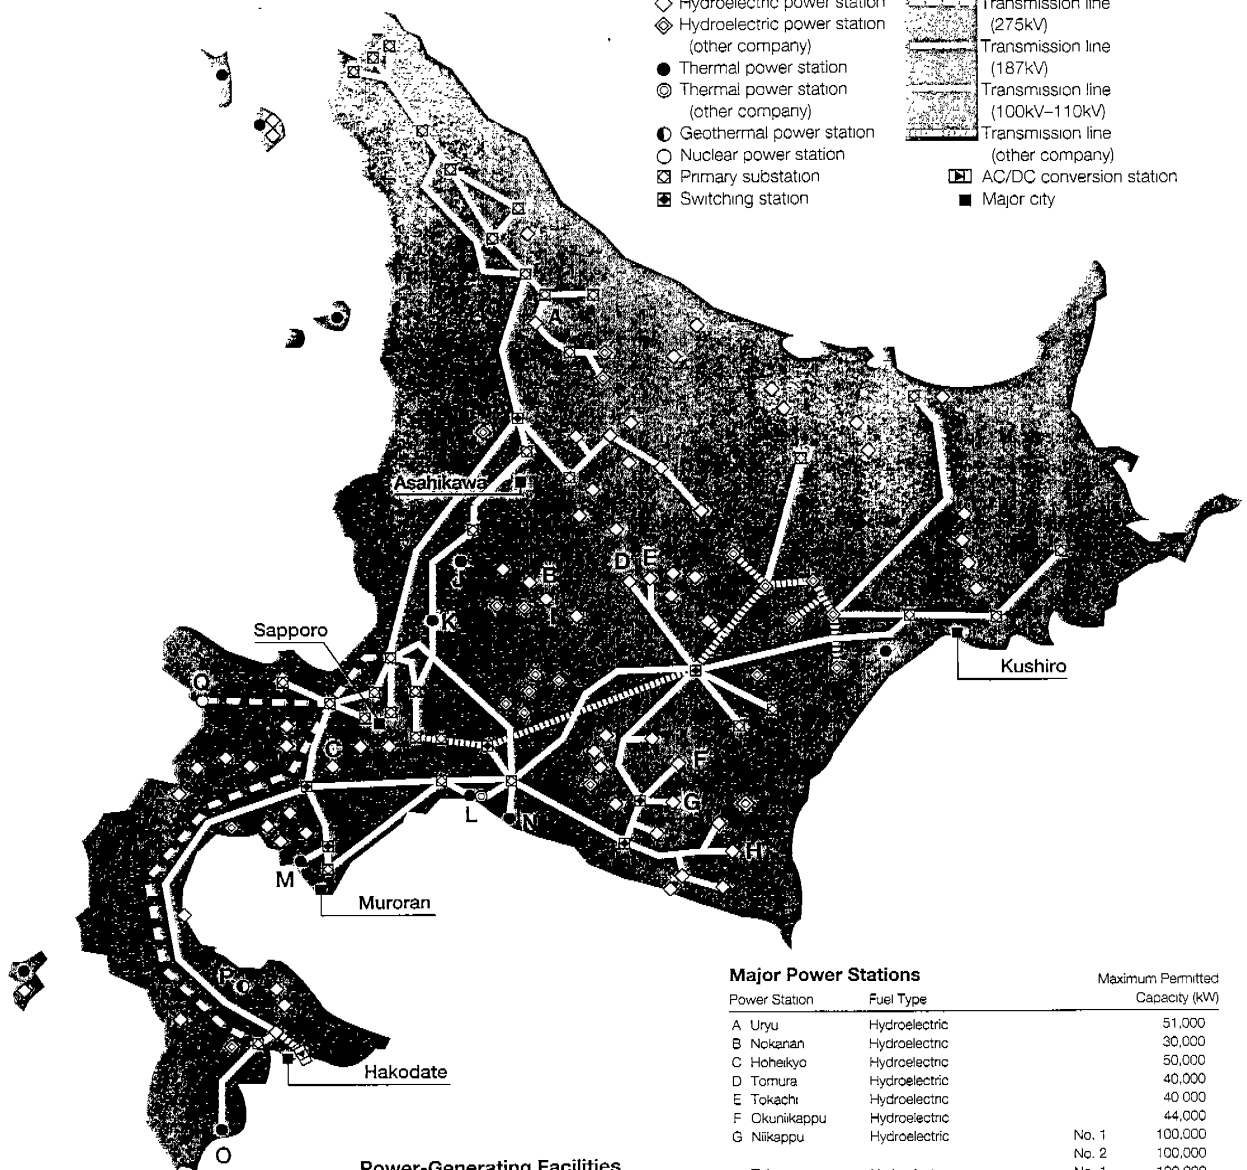 Hydroelectric power station
Hydroelectric power station
(other company)
Thermal power station
Thermal power station
(other company)
Geothermal power station
Nuclear power station
Primary substation
Switching station
Transmission line
(275kV)
Transmission line
(187kV)
Transmission line
(100kV–110kV)
Transmission line
(other company)
AC/DC conversion station
Major city
A
Asahikawa
J
B
D
E
K
I
Sapporo
Q
Kushiro
C
F
G
L
N
H
M
Muroran
P
Hakodate
O
Major Power Stations
Maximum Permitted
Power Station Fuel Type Capacity (kW)
A Uryu Hydroelectric 51,000
B Nokanan Hydroelectric 30,000
C Hoheikyo Hydroelectric 50,000
D Tomura Hydroelectric 40,000
E Tokachi Hydroelectric 40 000
F Okuniikappu Hydroelectric 44,000
G Niikappu Hydroelectric No. 1 100,000
No. 2 100,000
Power-Generating Facilities